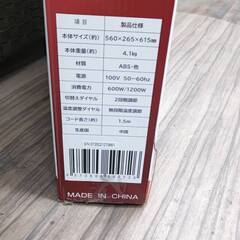 項目 製品仕様
本体サイズ(約) 560×265×615㎜
本体重量(約) 4.1㎏
材質 ABS・他
電源 100V 50-60hz
消費電力 600W/1200W
切替えダイヤル 2段階調節
温度調整ダイヤル 無段階温度調節
コード長さ(約) 1.5m
生産国 中国
MADE IN CHINA